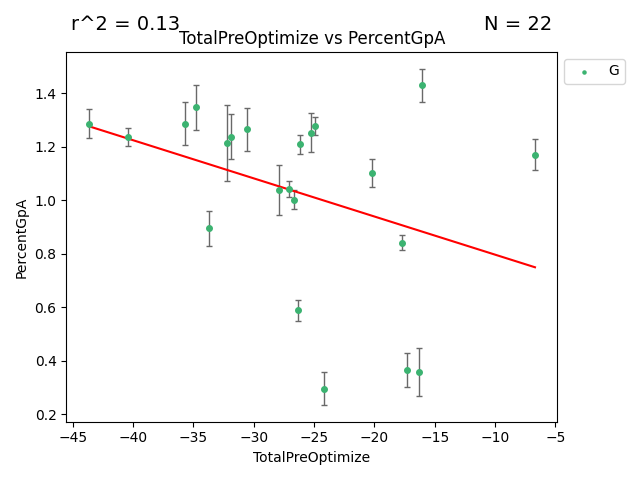 r^2 = 0.13
N = 22
TotalPreOptimize vs PercentGpA
G
1.4
1.2
1.0
0.8
0.6
0.4
0.2
PercentGpA
−45
−40
−35
−30
−25
−20
−15
−10
−5
TotalPreOptimize